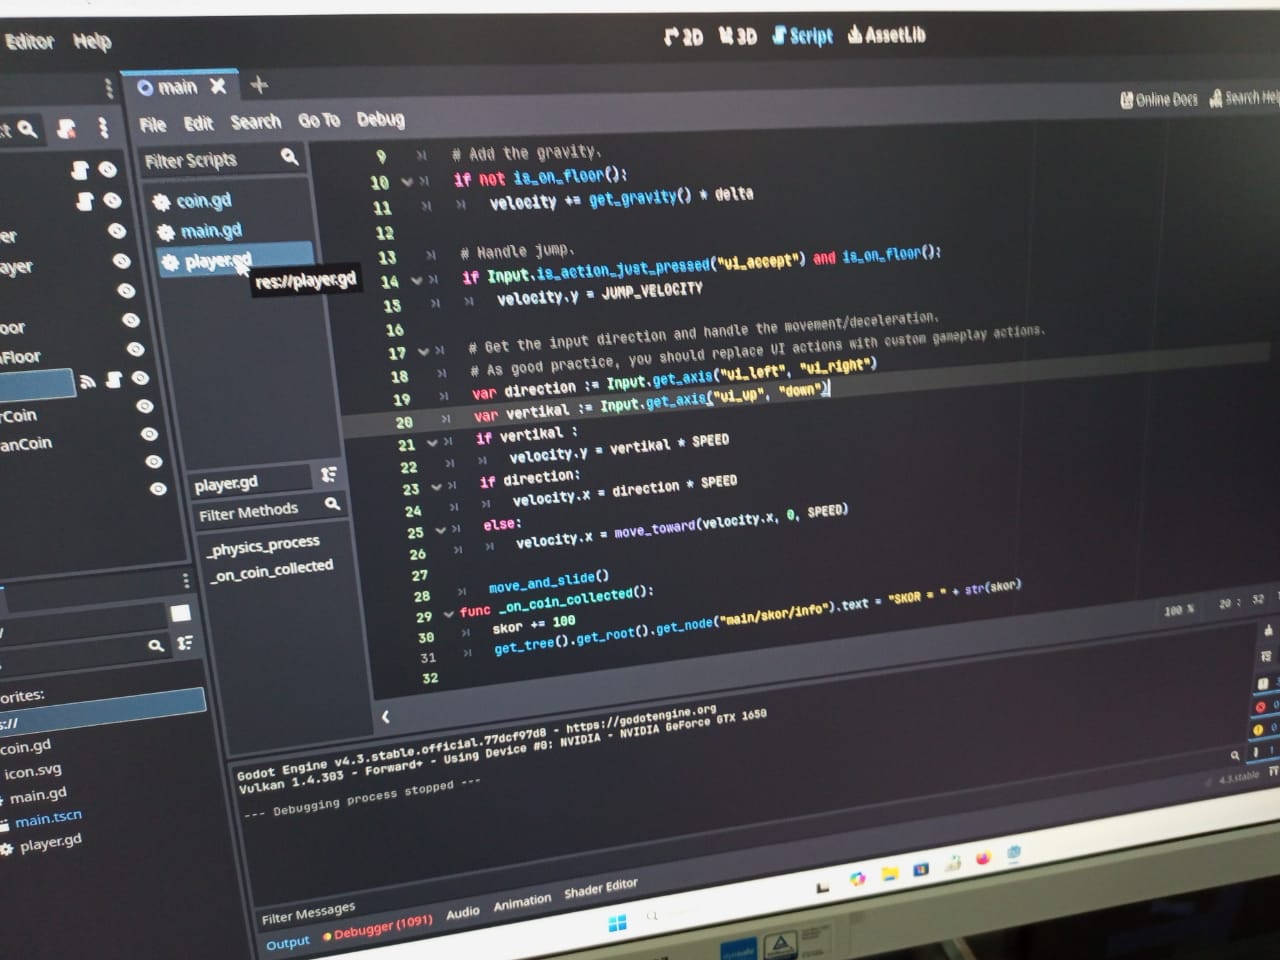 Editor Help
2D 3D Script AssetLib
main
File Edit Search Go To Debug
Online Docs Search Help
Filter Scripts
coin.gd
main.gd
player.gd
res://player.gd
9 # Add the gravity.
10 if not is_on_floor():
11 velocity += get_gravity() * delta
12
13 # Handle jump.
14 if Input.is_action_just_pressed("ui_accept") and is_on_floor():
15 velocity.y = JUMP_VELOCITY
16
17 # Get the input direction and handle the movement/deceleration.
18 # As good practice, you should replace UI actions with custom gameplay actions.
19 var direction := Input.get_axis("ui_left", "ui_right")
20 var vertikal := Input.get_axis("ui_up", "down")
21 if vertikal :
22 velocity.y = vertikal * SPEED
23 if direction:
24 velocity.x = direction * SPEED
25 else:
26 velocity.x = move_toward(velocity.x, 0, SPEED)
27
28 move_and_slide()
29 func _on_coin_collected():
30 skor += 100
31 get_tree().get_root().get_node("main/skor/info").text = "SKOR = " + str(skor)
32
player.gd
Filter Methods
_physics_process
_on_coin_collected
100 % 20 : 52
er
ayer
oor
Floor
rCoin
anCoin
orites:
s://
coin.gd
icon.svg
main.gd
main.tscn
player.gd
Godot Engine v4.3.stable.official.77dcf97d8 - https://godotengine.org
Vulkan 1.4.303 - Forward+ - Using Device #0: NVIDIA - NVIDIA GeForce GTX 1650
--- Debugging process stopped ---
Filter Messages
Output Debugger (1091) Audio Animation Shader Editor
4.3.stable